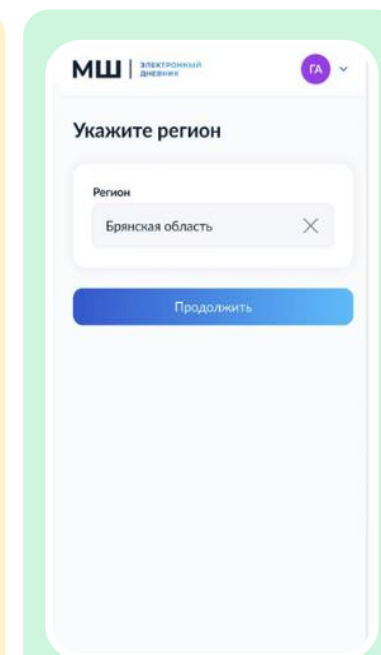 МШ
ЭЛЕКТРОННЫЙ
ДНЕВНИК
ГА
Укажите регион
Регион
Брянская область
Продолжить